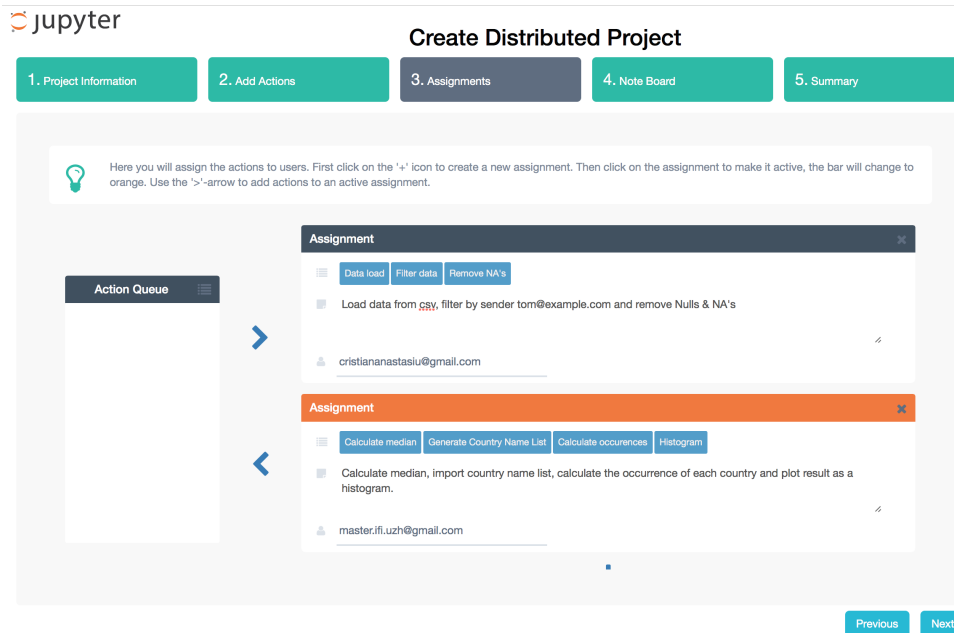 jupyter
Create Distributed Project
1. Project Information
2. Add Actions
3. Assignments
4. Note Board
5. Summary
Here you will assign the actions to users. First click on the '+' icon to create a new assignment. Then click on the assignment to make it active, the bar will change to
orange. Use the '>'-arrow to add actions to an active assignment.
Action Queue
Assignment
Data load Filter data Remove NA's
Load data from csv, filter by sender tom@example.com and remove Nulls & NA's
cristiananastasiu@gmail.com
Assignment
Calculate median Generate Country Name List Calculate occurences Histogram
Calculate median, import country name list, calculate the occurrence of each country and plot result as a
histogram.
master.ifi.uzh@gmail.com
Previous
Next